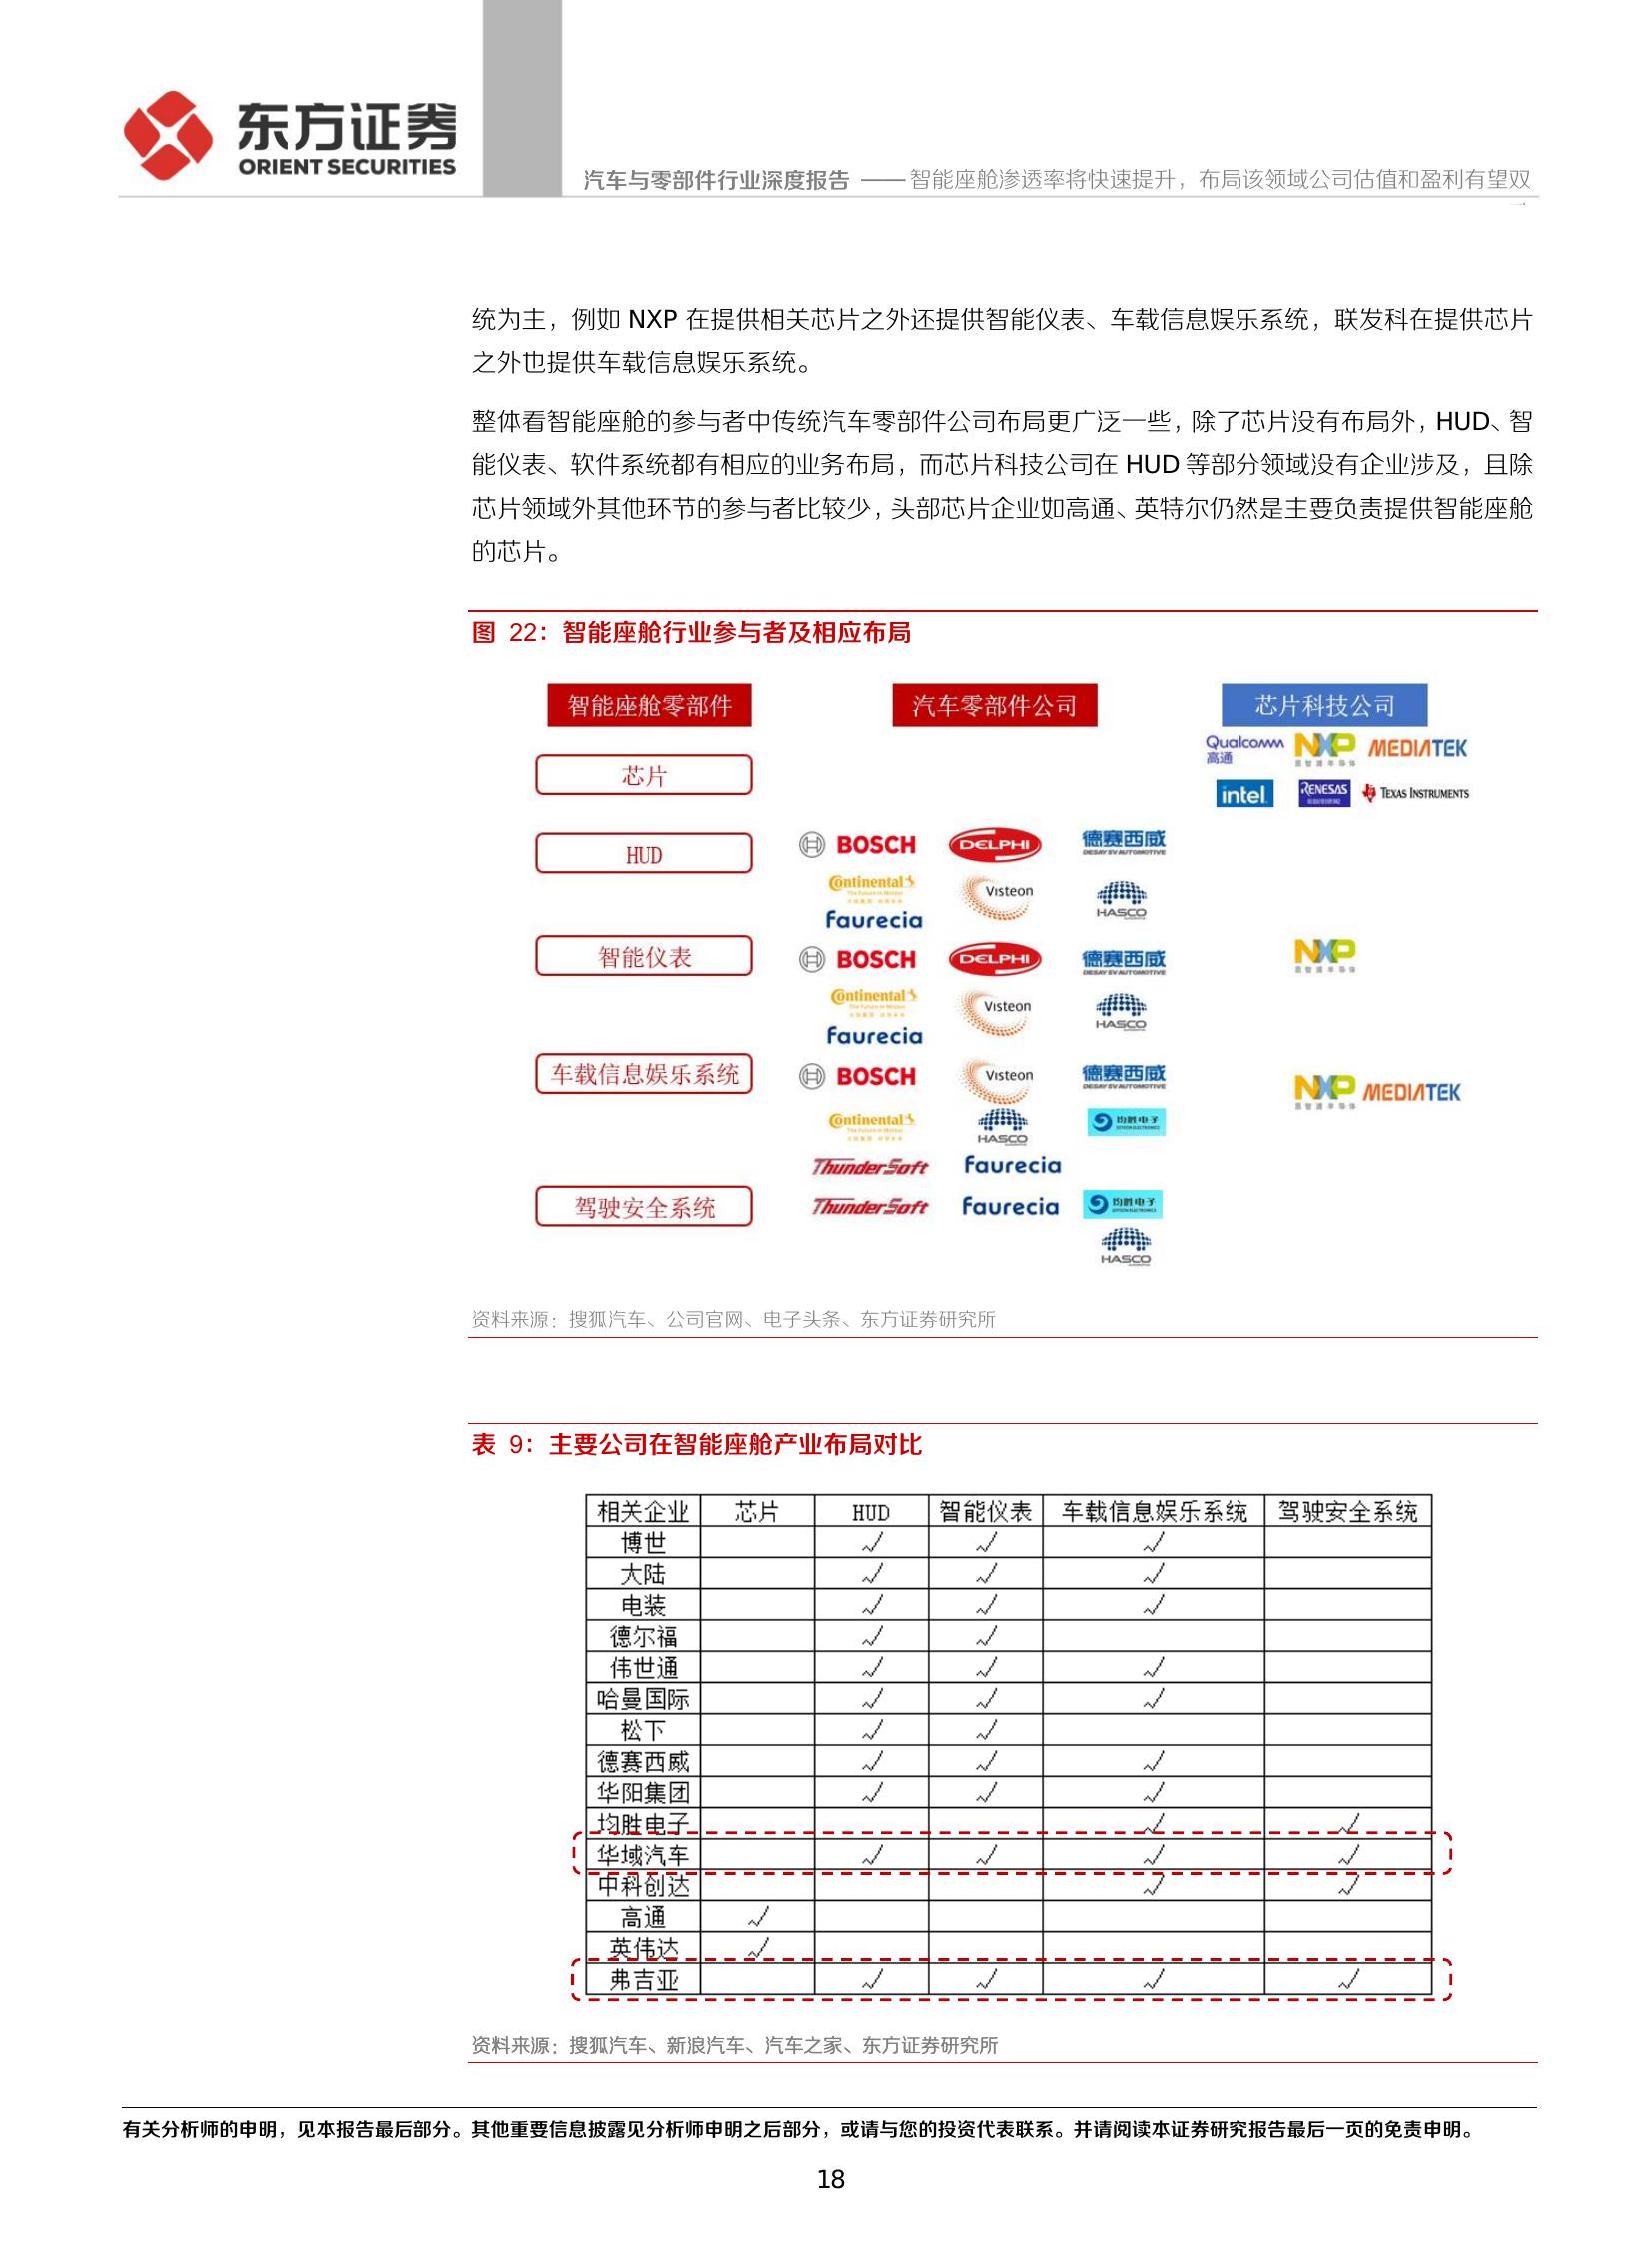 东方证券
ORIENT SECURITIES
汽车与零部件行业深度报告 —— 智能座舱渗透率将快速提升，布局该领域公司估值和盈利有望双
统为主，例如 NXP 在提供相关芯片之外还提供智能仪表、车载信息娱乐系统，联发科在提供芯片
之外也提供车载信息娱乐系统。
整体看智能座舱的参与者中传统汽车零部件公司布局更广泛一些，除了芯片没有布局外，HUD、智
能仪表、软件系统都有相应的业务布局，而芯片科技公司在 HUD 等部分领域没有企业涉及，且除
芯片领域外其他环节的参与者比较少，头部芯片企业如高通、英特尔仍然是主要负责提供智能座舱
的芯片。
图 22：智能座舱行业参与者及相应布局
智能座舱零部件 汽车零部件公司 芯片科技公司
芯片 Qualcomm 高通 NXP MEDIATEK
intel RENESAS TEXAS INSTRUMENTS
HUD BOSCH DELPHI 德赛西威 DESAY SV AUTOMOTIVE
Continental The Future in Motion Visteon HASCO
faurecia
智能仪表 BOSCH DELPHI 德赛西威 DESAY SV AUTOMOTIVE NXP
Continental The Future in Motion Visteon HASCO
faurecia
车载信息娱乐系统 BOSCH Visteon 德赛西威 DESAY SV AUTOMOTIVE NXP MEDIATEK
Continental The Future in Motion HASCO 均胜电子
ThunderSoft faurecia
驾驶安全系统 ThunderSoft faurecia 均胜电子
HASCO
资料来源：搜狐汽车、公司官网、电子头条、东方证券研究所
表 9：主要公司在智能座舱产业布局对比
相关企业 芯片 HUD 智能仪表 车载信息娱乐系统 驾驶安全系统
博世 √ √ √
大陆 √ √ √
电装 √ √ √
德尔福 √ √
伟世通 √ √ √
哈曼国际 √ √ √
松下 √ √
德赛西威 √ √ √
华阳集团 √ √ √
均胜电子 √ √
华域汽车 √ √ √ √
中科创达 √ √
高通 √
英伟达 √
弗吉亚 √ √ √ √
资料来源：搜狐汽车、新浪汽车、汽车之家、东方证券研究所
有关分析师的申明，见本报告最后部分。其他重要信息披露见分析师申明之后部分，或请与您的投资代表联系。并请阅读本证券研究报告最后一页的免责申明。
18